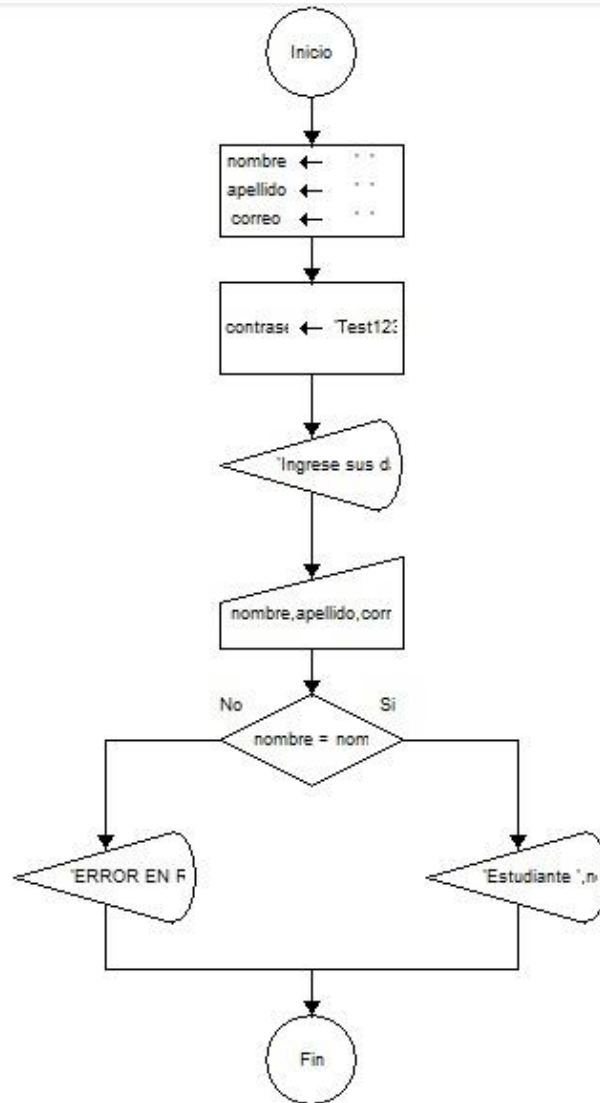 Inicio
nombre ← ' '
apellido ← ' '
correo ← ' '
contrase ← 'Test123
'Ingrese sus d
nombre,apellido,corr
No
Si
nombre = nom
'ERROR EN R
'Estudiante ',n
Fin